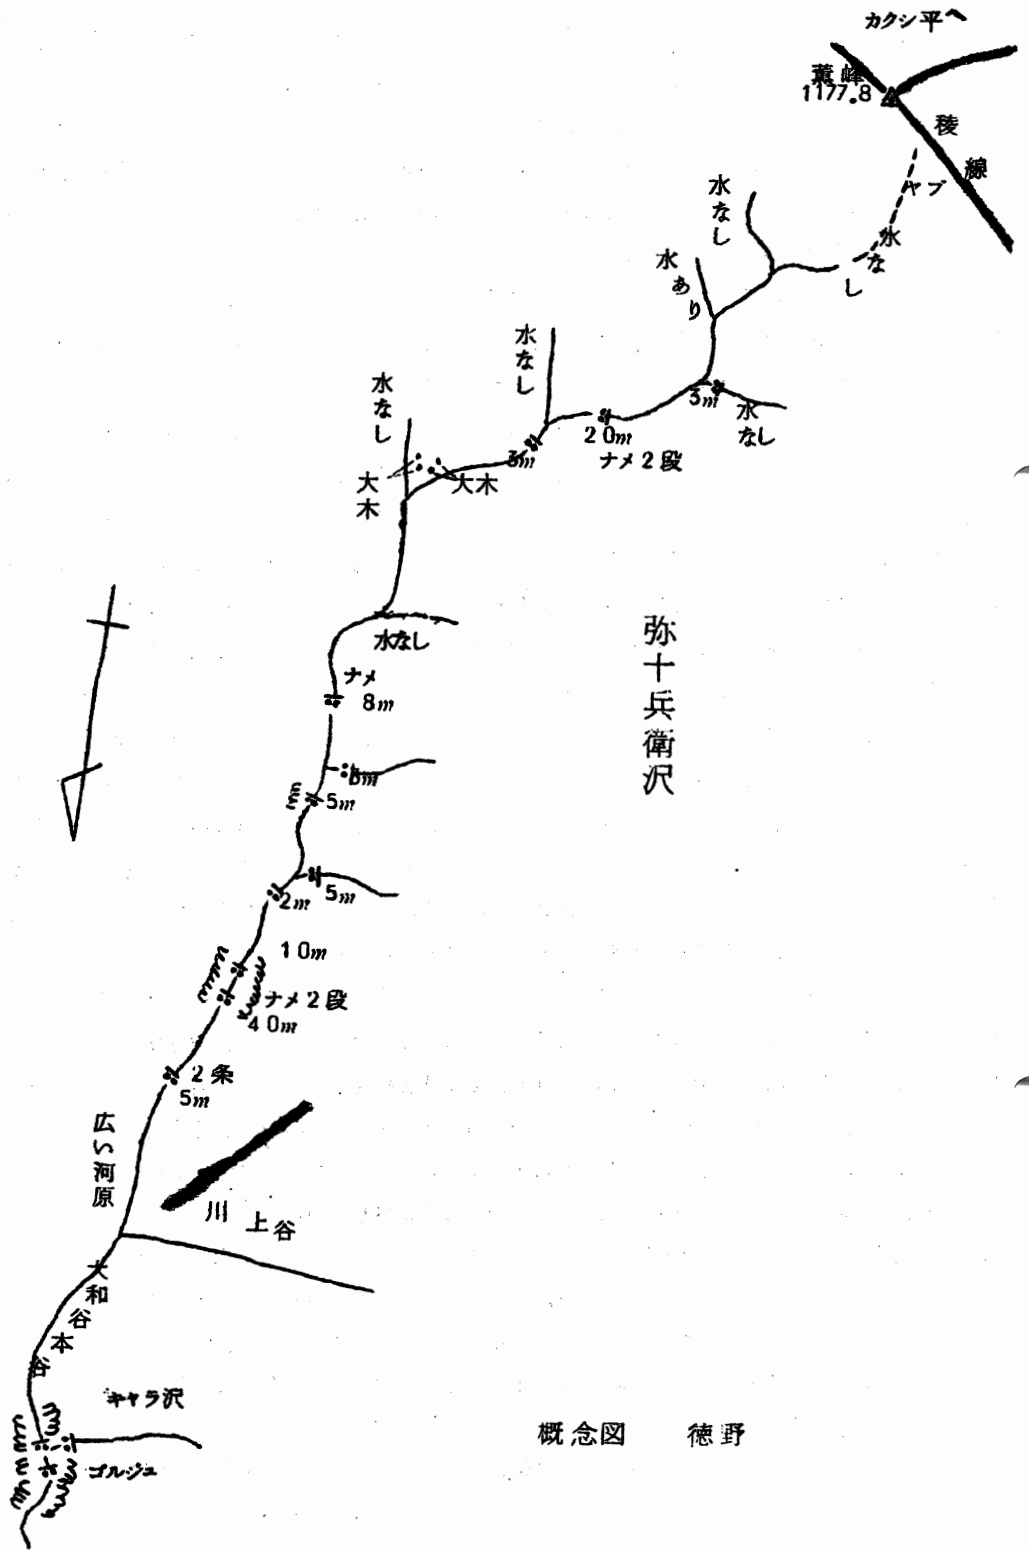 カクシ平へ
薫峰
1177.8
稜線
ヤブ
水なし
水なし
水あり
3m
水なし
水なし
20m
ナメ2段
3m
水なし
大木
大木
水なし
弥十兵衛沢
ナメ
8m
5m
5m
2m
10m
ナメ2段
40m
2条
5m
広い河原
川上谷
大和谷本谷
キャラ沢
ゴルジュ
概念図 徳野